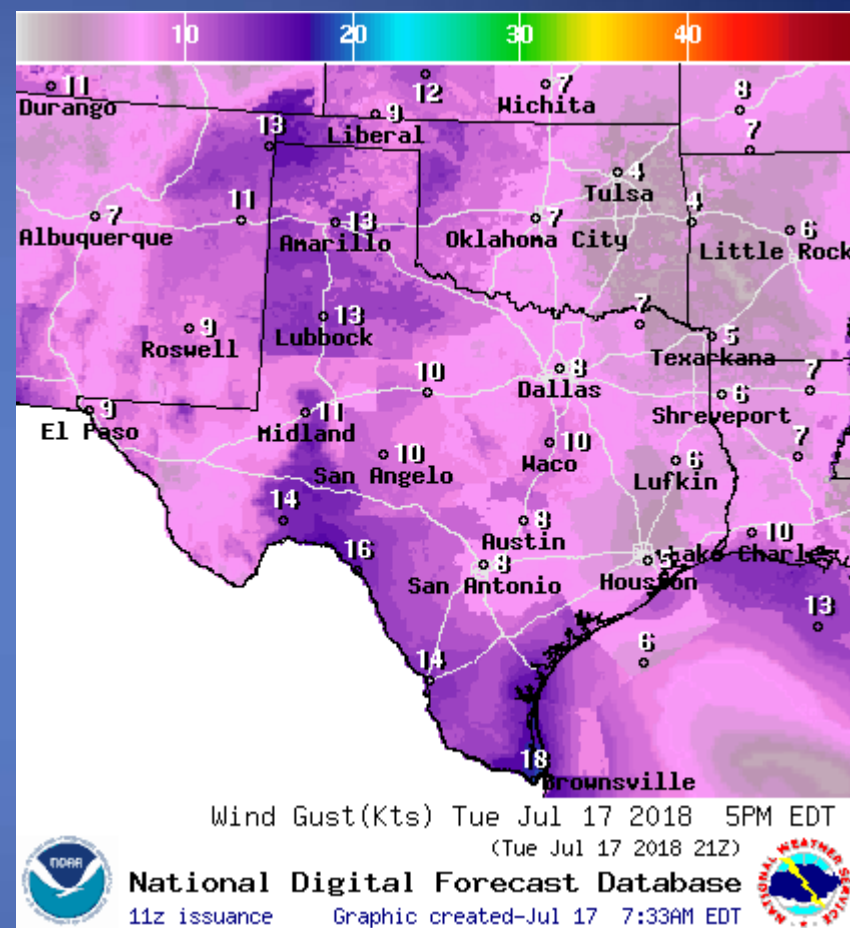 10 20 30 40
11 Durango
12
7 Wichita
8
9 Liberal
13
7
4 Tulsa
7 Albuquerque
11
13 Amarillo
7 Oklahoma City
4
6 Little Rock
9 Roswell
13 Lubbock
7
5 Texarkana
8 Dallas
10
6 Shreveport
7
9 El Paso
11 Midland
10 San Angelo
10 Waco
6 Lufkin
7
14
8 Austin
10 Lake Charles
16
8 San Antonio
5 Houston
13
14
6
18 Brownsville
Wind Gust(Kts) Tue Jul 17 2018 5PM EDT
(Tue Jul 17 2018 21Z)
NOAA
National Digital Forecast Database
11z issuance Graphic created-Jul 17 7:33AM EDT
NATIONAL WEATHER SERVICE